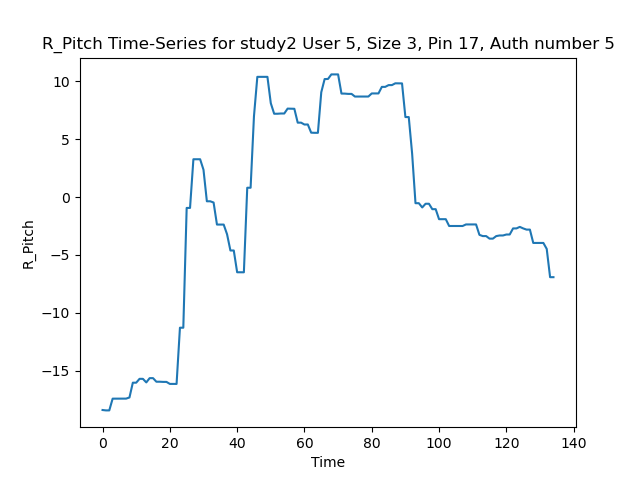 R_Pitch Time-Series for study2 User 5, Size 3, Pin 17, Auth number 5
10
5
0
−5
−10
−15
R_Pitch
0 20 40 60 80 100 120 140
Time